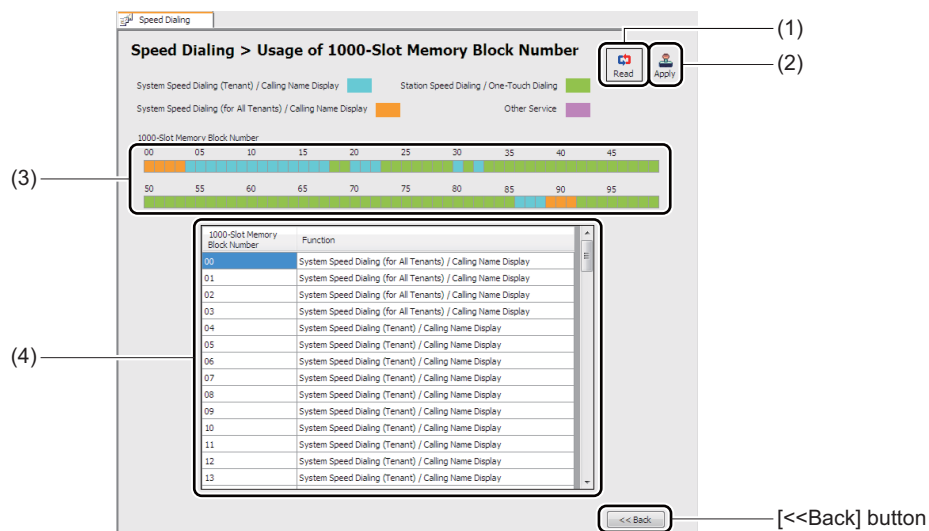 Speed Dialing
(1)
Speed Dialing > Usage of 1000-Slot Memory Block Number
Read
Apply
(2)
System Speed Dialing (Tenant) / Calling Name Display
Station Speed Dialing / One-Touch Dialing
System Speed Dialing (for All Tenants) / Calling Name Display
Other Service
1000-Slot Memory Block Number
00 05 10 15 20 25 30 35 40 45
(3)
50 55 60 65 70 75 80 85 90 95
1000-Slot Memory
Block Number
Function
00 System Speed Dialing (for All Tenants) / Calling Name Display
01 System Speed Dialing (for All Tenants) / Calling Name Display
02 System Speed Dialing (for All Tenants) / Calling Name Display
03 System Speed Dialing (for All Tenants) / Calling Name Display
04 System Speed Dialing (Tenant) / Calling Name Display
05 System Speed Dialing (Tenant) / Calling Name Display
(4)
06 System Speed Dialing (Tenant) / Calling Name Display
07 System Speed Dialing (Tenant) / Calling Name Display
08 System Speed Dialing (Tenant) / Calling Name Display
09 System Speed Dialing (Tenant) / Calling Name Display
10 System Speed Dialing (Tenant) / Calling Name Display
11 System Speed Dialing (Tenant) / Calling Name Display
12 System Speed Dialing (Tenant) / Calling Name Display
13 System Speed Dialing (Tenant) / Calling Name Display
<< Back
[<<Back] button